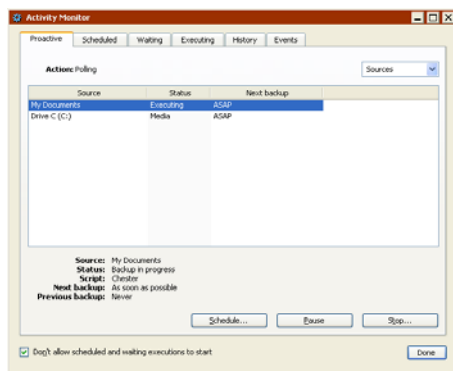 Activity Monitor
Proactive Scheduled Waiting Executing History Events
Action: Polling Sources
Source Status Next backup
My Documents Executing ASAP
Drive C (C:) Media ASAP
Source: My Documents
Status: Backup in progress
Script: Chester
Next backup: As soon as possible
Previous backup: Never
Schedule... Pause Stop...
Don't allow scheduled and waiting executions to start Done